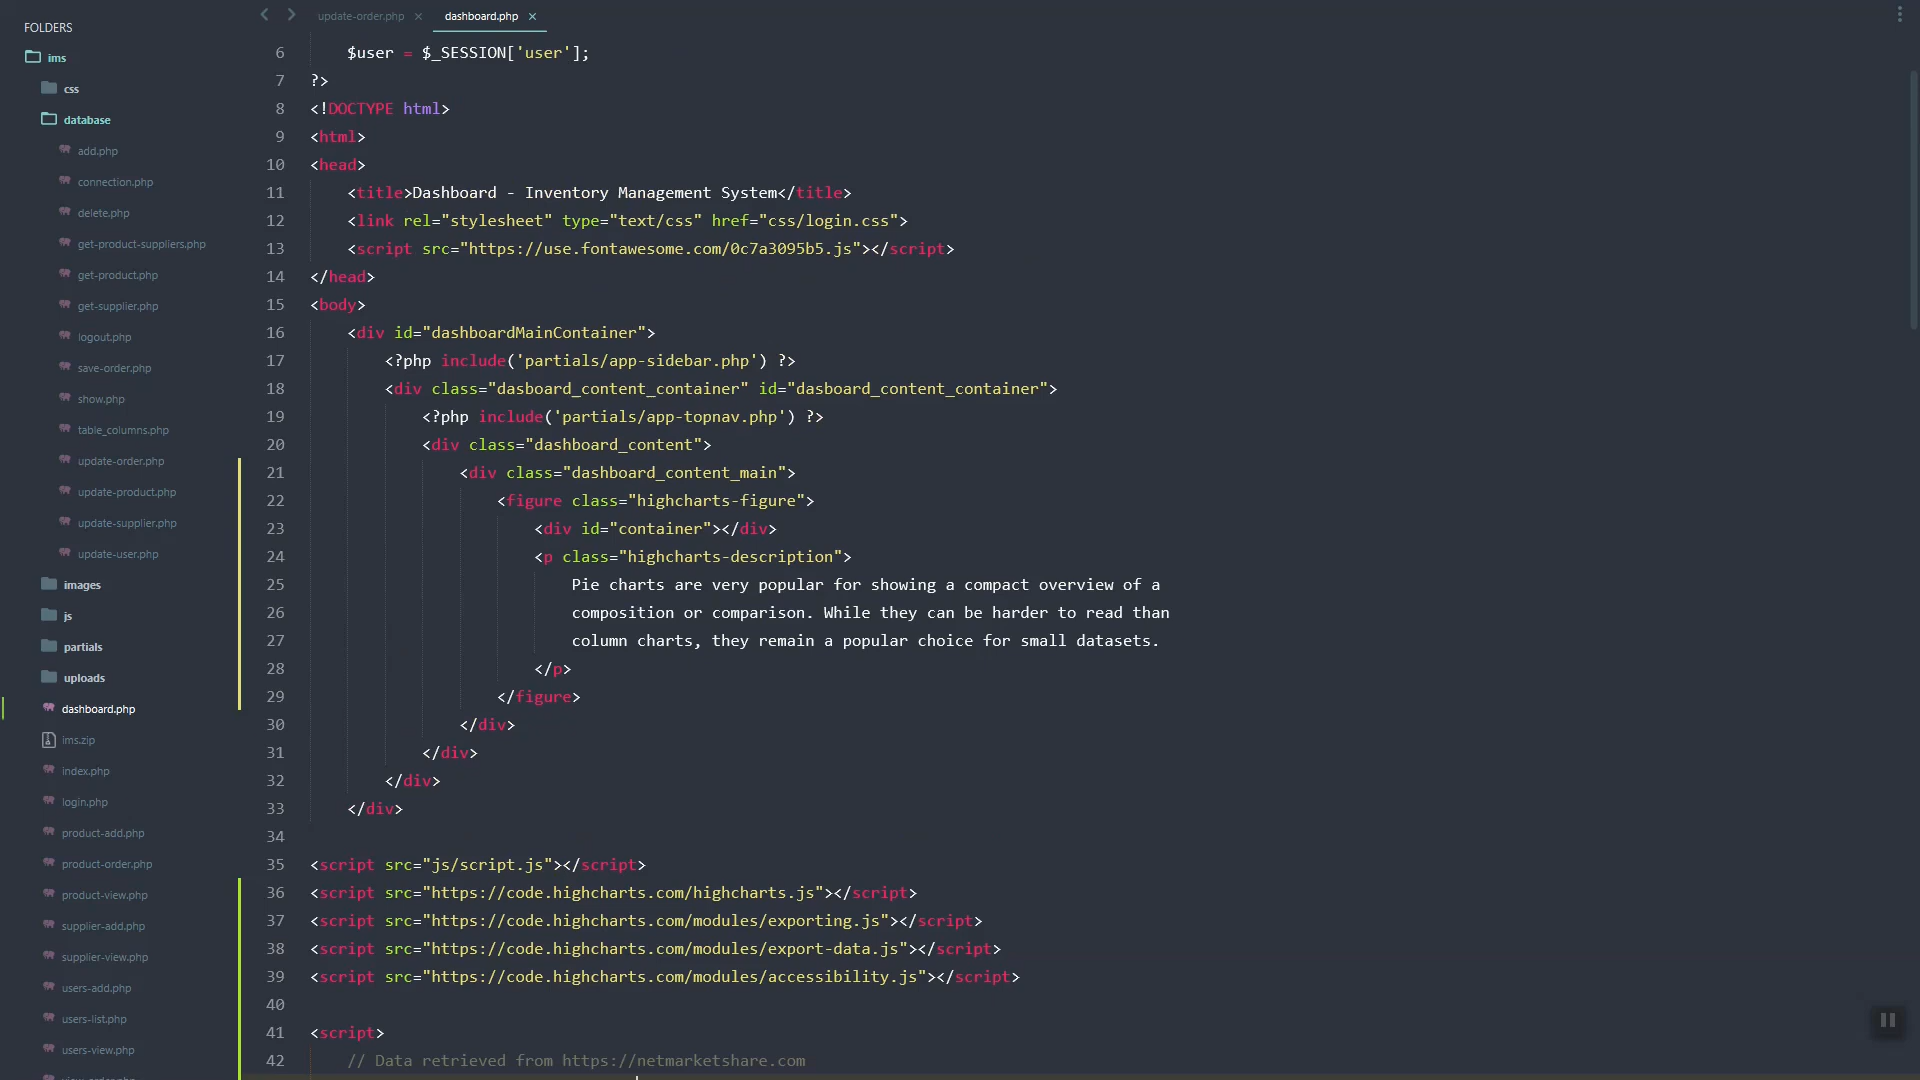 FOLDERS
ims
css
database
add.php
connection.php
delete.php
get-product-suppliers.php
get-product.php
get-supplier.php
logout.php
save-order.php
show.php
table_columns.php
update-order.php
update-product.php
update-supplier.php
update-user.php
images
js
partials
uploads
dashboard.php
ims.zip
index.php
login.php
product-add.php
product-order.php
product-view.php
supplier-add.php
supplier-view.php
users-add.php
users-list.php
users-view.php
view-order.php
update-order.php × dashboard.php ×
6 $user = $_SESSION['user'];
7 ?>
8 <!DOCTYPE html>
9 <html>
10 <head>
11 <title>Dashboard - Inventory Management System</title>
12 <link rel="stylesheet" type="text/css" href="css/login.css">
13 <script src="https://use.fontawesome.com/0c7a3095b5.js"></script>
14 </head>
15 <body>
16 <div id="dashboardMainContainer">
17 <?php include('partials/app-sidebar.php') ?>
18 <div class="dasboard_content_container" id="dasboard_content_container">
19 <?php include('partials/app-topnav.php') ?>
20 <div class="dashboard_content">
21 <div class="dashboard_content_main">
22 <figure class="highcharts-figure">
23 <div id="container"></div>
24 <p class="highcharts-description">
25 Pie charts are very popular for showing a compact overview of a
26 composition or comparison. While they can be harder to read than
27 column charts, they remain a popular choice for small datasets.
28 </p>
29 </figure>
30 </div>
31 </div>
32 </div>
33 </div>
34
35 <script src="js/script.js"></script>
36 <script src="https://code.highcharts.com/highcharts.js"></script>
37 <script src="https://code.highcharts.com/modules/exporting.js"></script>
38 <script src="https://code.highcharts.com/modules/export-data.js"></script>
39 <script src="https://code.highcharts.com/modules/accessibility.js"></script>
40
41 <script>
42 // Data retrieved from https://netmarketshare.com